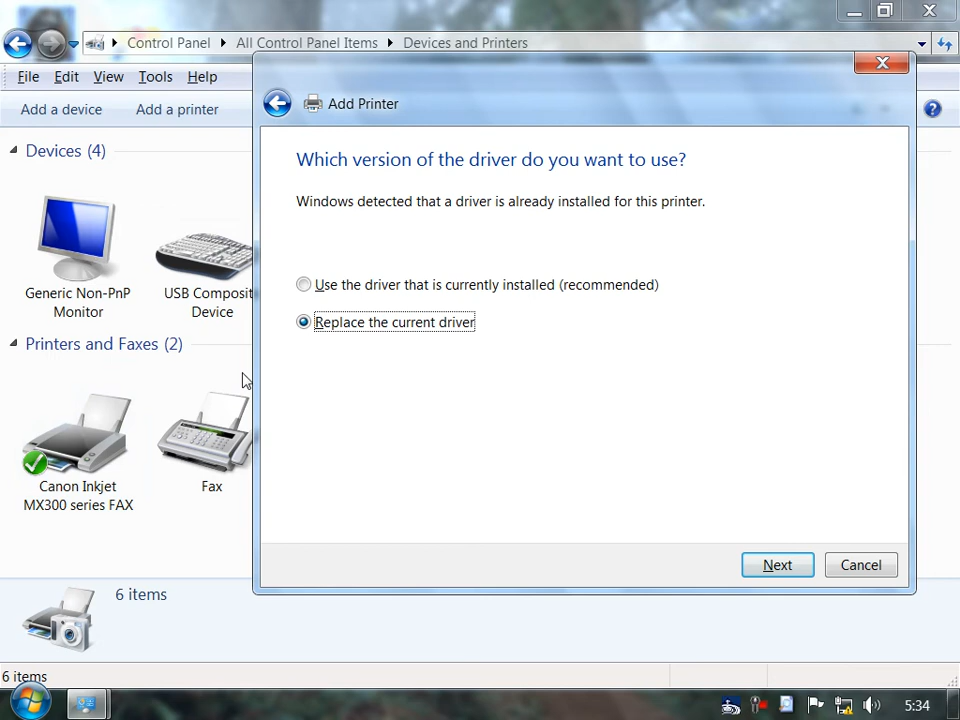 Control Panel
All Control Panel Items
Devices and Printers
File Edit View Tools Help
Add a device
Add a printer
Add Printer
Which version of the driver do you want to use?
Windows detected that a driver is already installed for this printer.
Use the driver that is currently installed (recommended)
Replace the current driver
Next
Cancel
Devices (4)
Generic Non-PnP
Monitor
USB Composit
Device
Printers and Faxes (2)
Canon Inkjet
MX300 series FAX
Fax
6 items
6 items
5:34